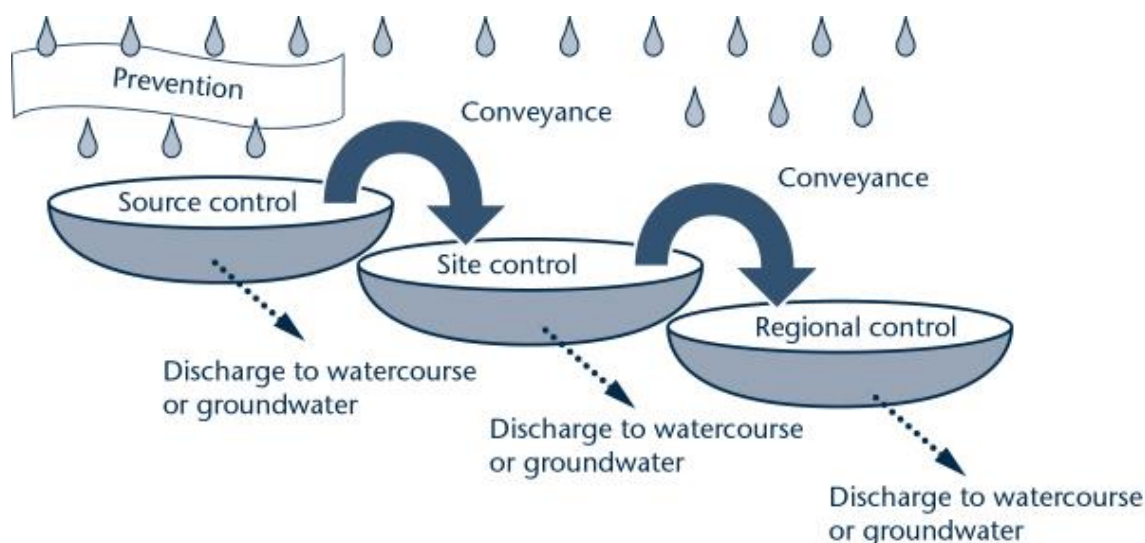 Prevention
Conveyance
Conveyance
Source control
Site control
Regional control
Discharge to watercourse
or groundwater
Discharge to watercourse
or groundwater
Discharge to watercourse
or groundwater